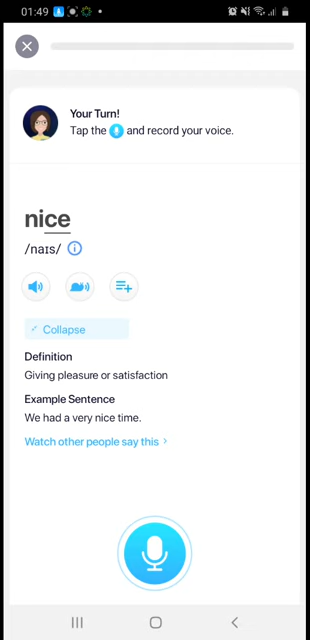 01:49
Your Turn!
Tap the and record your voice.
nice
/naɪs/
Collapse
Definition
Giving pleasure or satisfaction
Example Sentence
We had a very nice time.
Watch other people say this